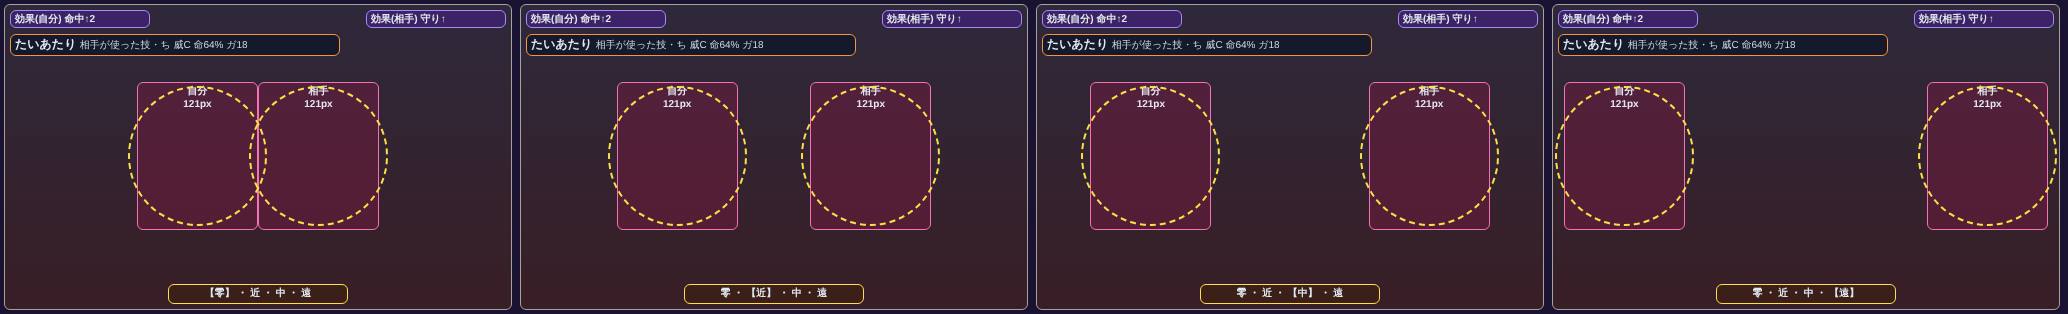 効果(自分) 命中↑2
効果(相手) 守り↑
たいあたり 相手が使った技・ち 威C 命64% ガ18
自分
121px
相手
121px
【零】 ・ 近 ・ 中 ・ 遠
効果(自分) 命中↑2
効果(相手) 守り↑
たいあたり 相手が使った技・ち 威C 命64% ガ18
自分
121px
相手
121px
零 ・ 【近】 ・ 中 ・ 遠
効果(自分) 命中↑2
効果(相手) 守り↑
たいあたり 相手が使った技・ち 威C 命64% ガ18
自分
121px
相手
121px
零 ・ 近 ・ 【中】 ・ 遠
効果(自分) 命中↑2
効果(相手) 守り↑
たいあたり 相手が使った技・ち 威C 命64% ガ18
自分
121px
相手
121px
零 ・ 近 ・ 中 ・ 【遠】